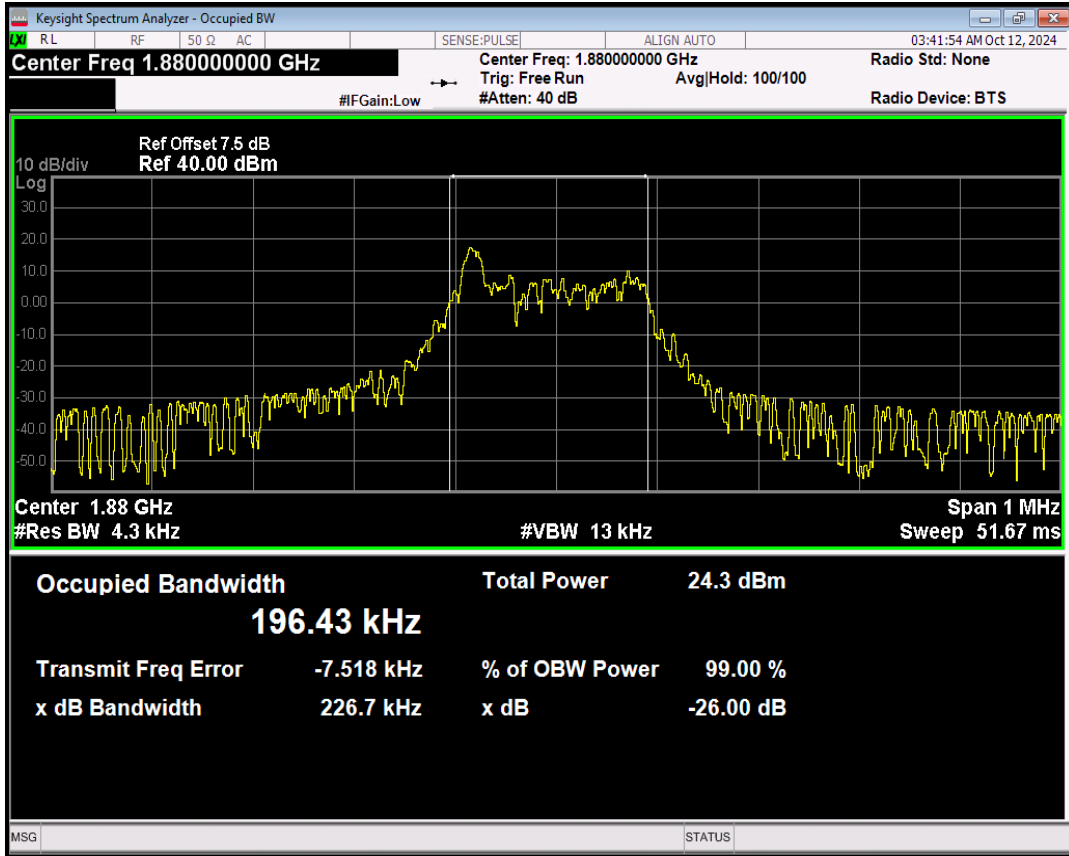 Keysight Spectrum Analyzer - Occupied BW
LXI RL RF 50 Ω AC SENSE:PULSE ALIGN AUTO 03:41:54 AM Oct 12, 2024
Center Freq 1.880000000 GHz Center Freq: 1.880000000 GHz Radio Std: None
Trig: Free Run Avg|Hold: 100/100
#IFGain:Low #Atten: 40 dB Radio Device: BTS
Ref Offset 7.5 dB
10 dB/div Ref 40.00 dBm
Log
30.0
20.0
10.0
0.00
-10.0
-20.0
-30.0
-40.0
-50.0
Center 1.88 GHz Span 1 MHz
#Res BW 4.3 kHz #VBW 13 kHz Sweep 51.67 ms
Occupied Bandwidth Total Power 24.3 dBm
196.43 kHz
Transmit Freq Error -7.518 kHz % of OBW Power 99.00 %
x dB Bandwidth 226.7 kHz x dB -26.00 dB
MSG STATUS